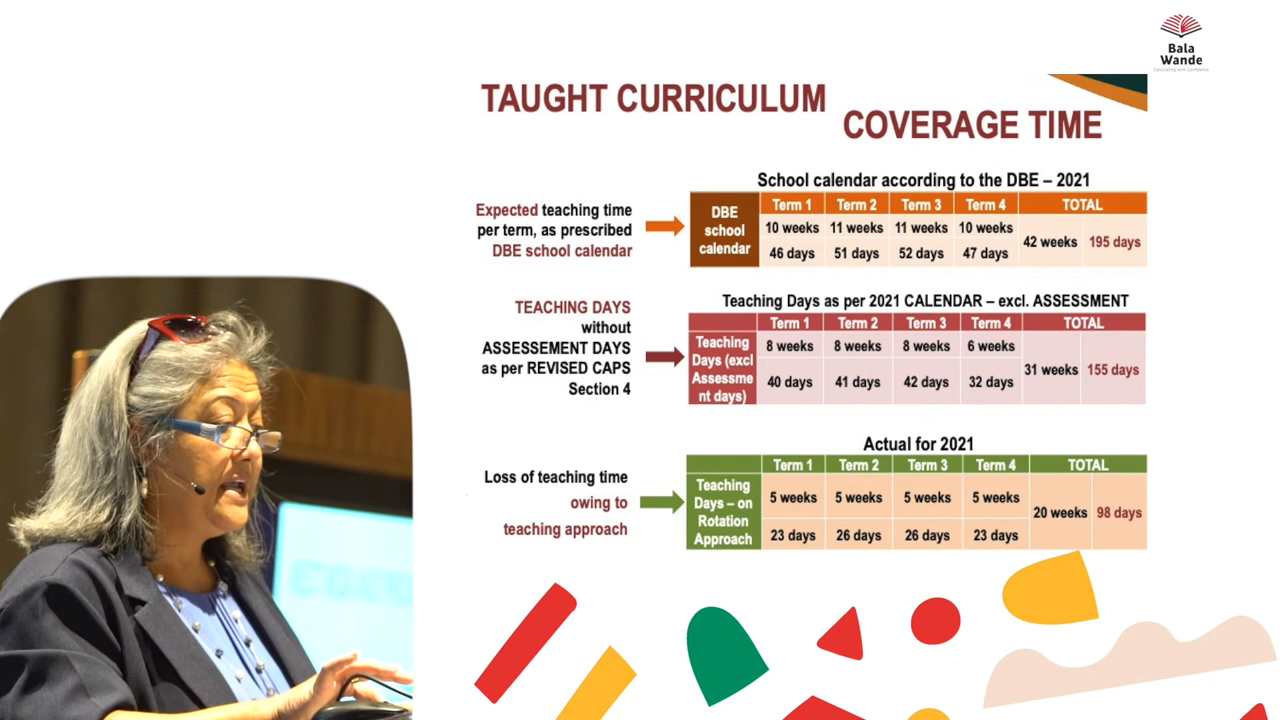 Bala
Wande
Calculating with Confidence
TAUGHT CURRICULUM
COVERAGE TIME
School calendar according to the DBE – 2021
Expected teaching time
per term, as prescribed
DBE school calendar
DBE
school
calendar
Term 1 Term 2 Term 3 Term 4 TOTAL
10 weeks 11 weeks 11 weeks 10 weeks
42 weeks 195 days
46 days 51 days 52 days 47 days
TEACHING DAYS
without
ASSESSEMENT DAYS
as per REVISED CAPS
Section 4
Teaching Days as per 2021 CALENDAR – excl. ASSESSMENT
Term 1 Term 2 Term 3 Term 4 TOTAL
Teaching
Days (excl
Assessme
nt days)
8 weeks 8 weeks 8 weeks 6 weeks
31 weeks 155 days
40 days 41 days 42 days 32 days
Actual for 2021
Loss of teaching time
owing to
teaching approach
Term 1 Term 2 Term 3 Term 4 TOTAL
Teaching
Days – on
Rotation
Approach
5 weeks 5 weeks 5 weeks 5 weeks
20 weeks 98 days
23 days 26 days 26 days 23 days